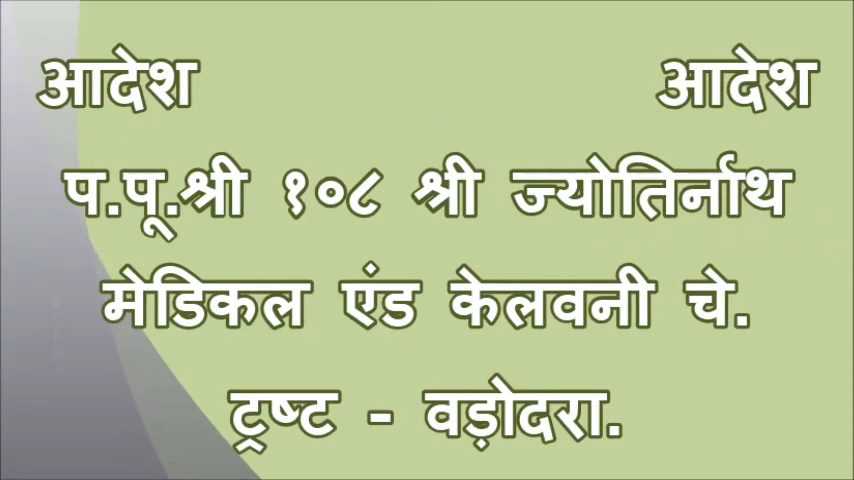 आदेश आदेश
प.पू.श्री १०८ श्री ज्योतिर्नाथ
मेडिकल एंड केलवनी चे.
ट्रष्ट - वड़ोदरा.